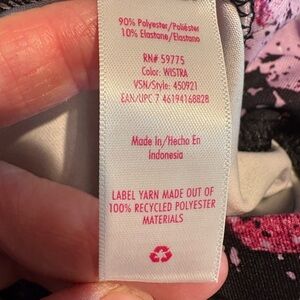 90% Polyester/Poliéster
10% Elastane/Elastano
RN# 59775
Color: WISTRA
VSN/Style: 450921
EAN/UPC 7 46194168828
Made in/Hecho En
Indonesia
LABEL YARN MADE OUT OF
100% RECYCLED POLYESTER
MATERIALS